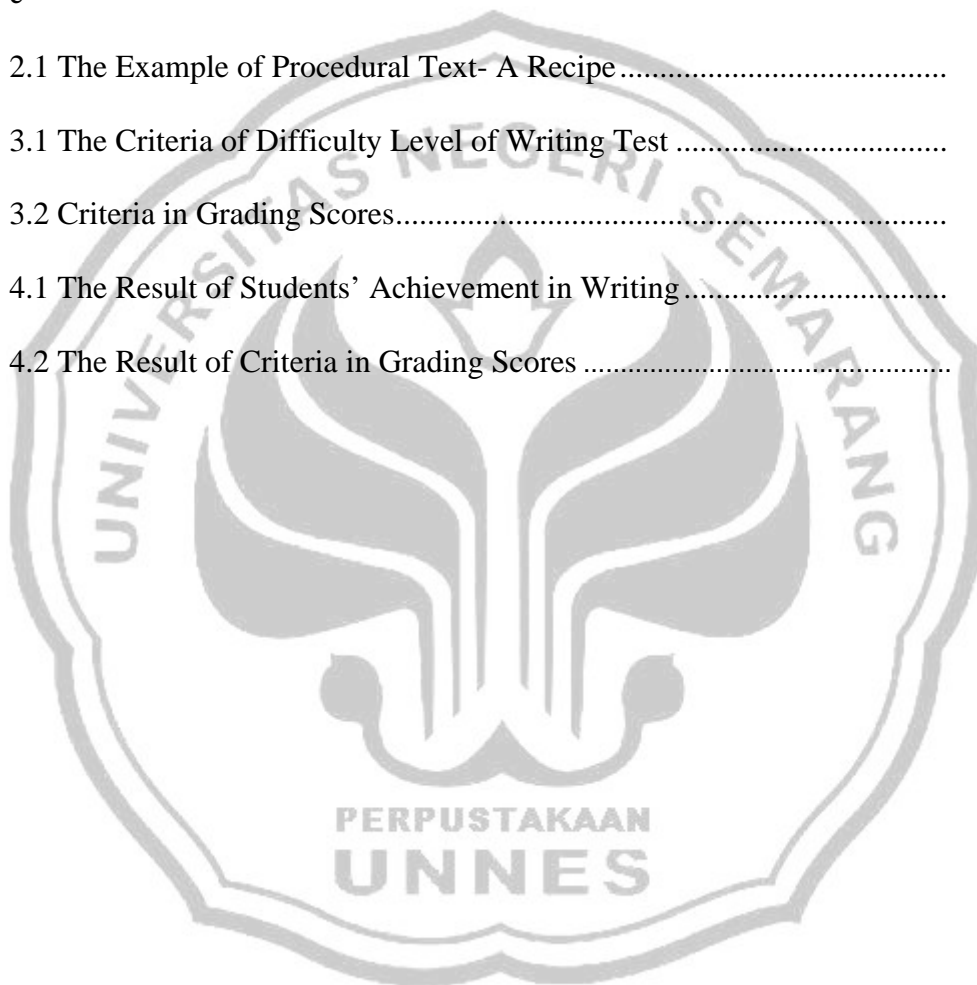 2.1 The Example of Procedural Text- A Recipe.........................................
3.1 The Criteria of Difficulty Level of Writing Test ..................................
3.2 Criteria in Grading Scores.....................................................................
4.1 The Result of Students’ Achievement in Writing.................................
4.2 The Result of Criteria in Grading Scores ..............................................
UNIVERSITAS NEGERI SEMARANG
PERPUSTAKAAN
UNNES